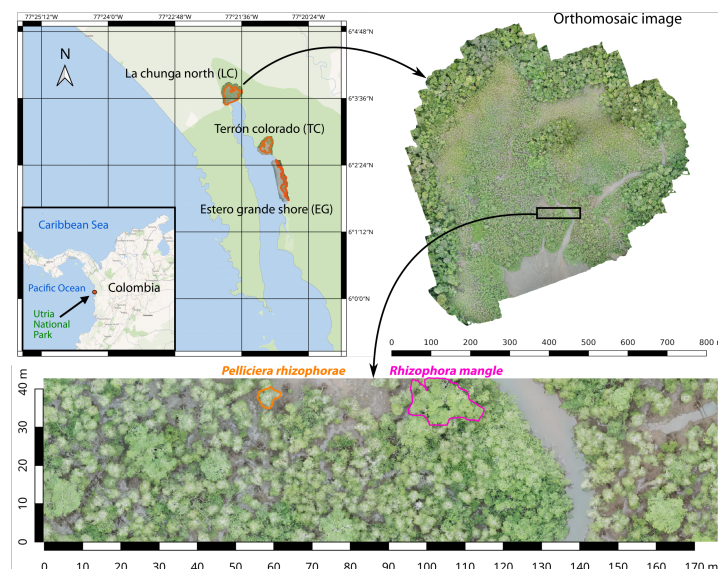 77°25'12"W 77°24'0"W 77°22'48"W 77°21'36"W 77°20'24"W
Orthomosaic image
6°4'48"N
N
La chunga north (LC)
6°3'36"N
Terrón colorado (TC)
6°2'24"N
Estero grande shore (EG)
6°1'12"N
Caribbean Sea
Pacific Ocean
Colombia
6°0'0"N
Utria
National
Park
0 100 200 300 400 500 600 700 800 m
Pelliciera rhizophorae
Rhizophora mangle
0 10 20 30 40 m
0 10 20 30 40 50 60 70 80 90 100 110 120 130 140 150 160 170 m